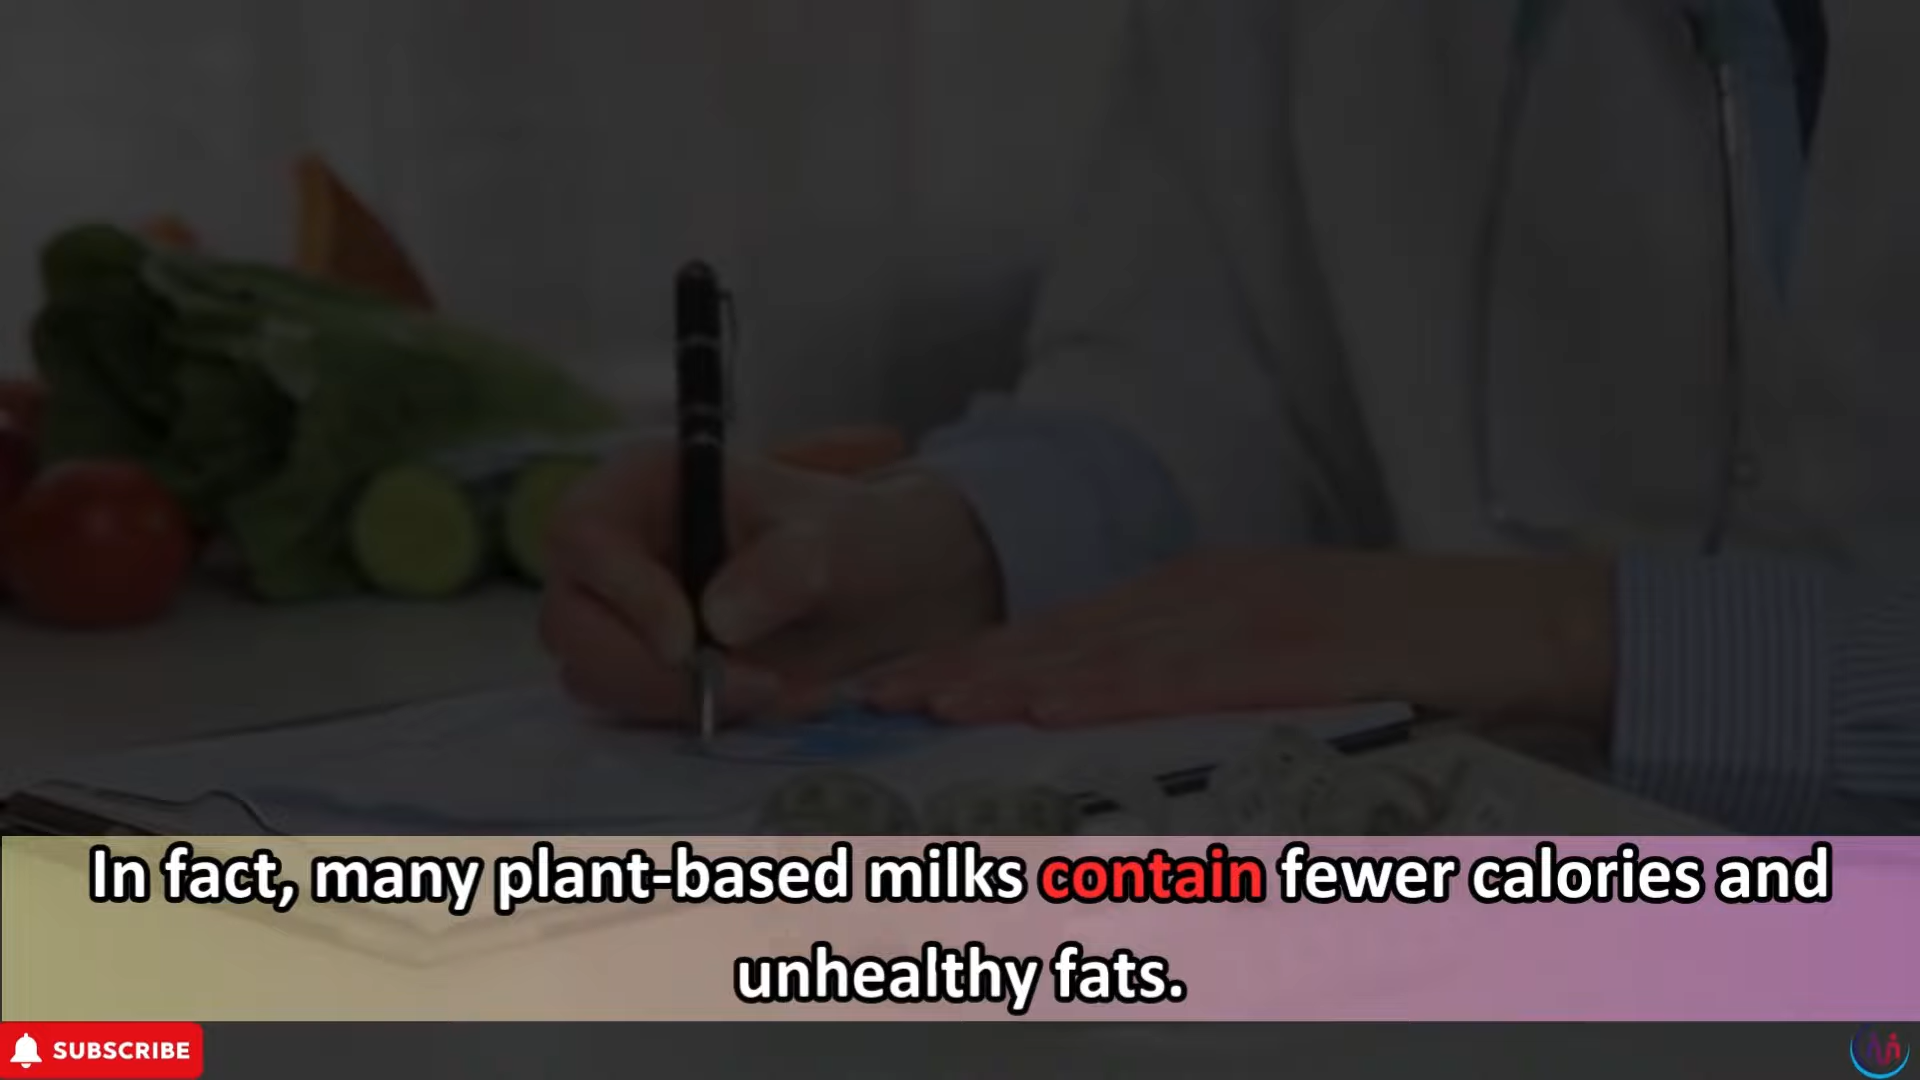 In fact, many plant-based milks contain fewer calories and
unhealthy fats.
SUBSCRIBE